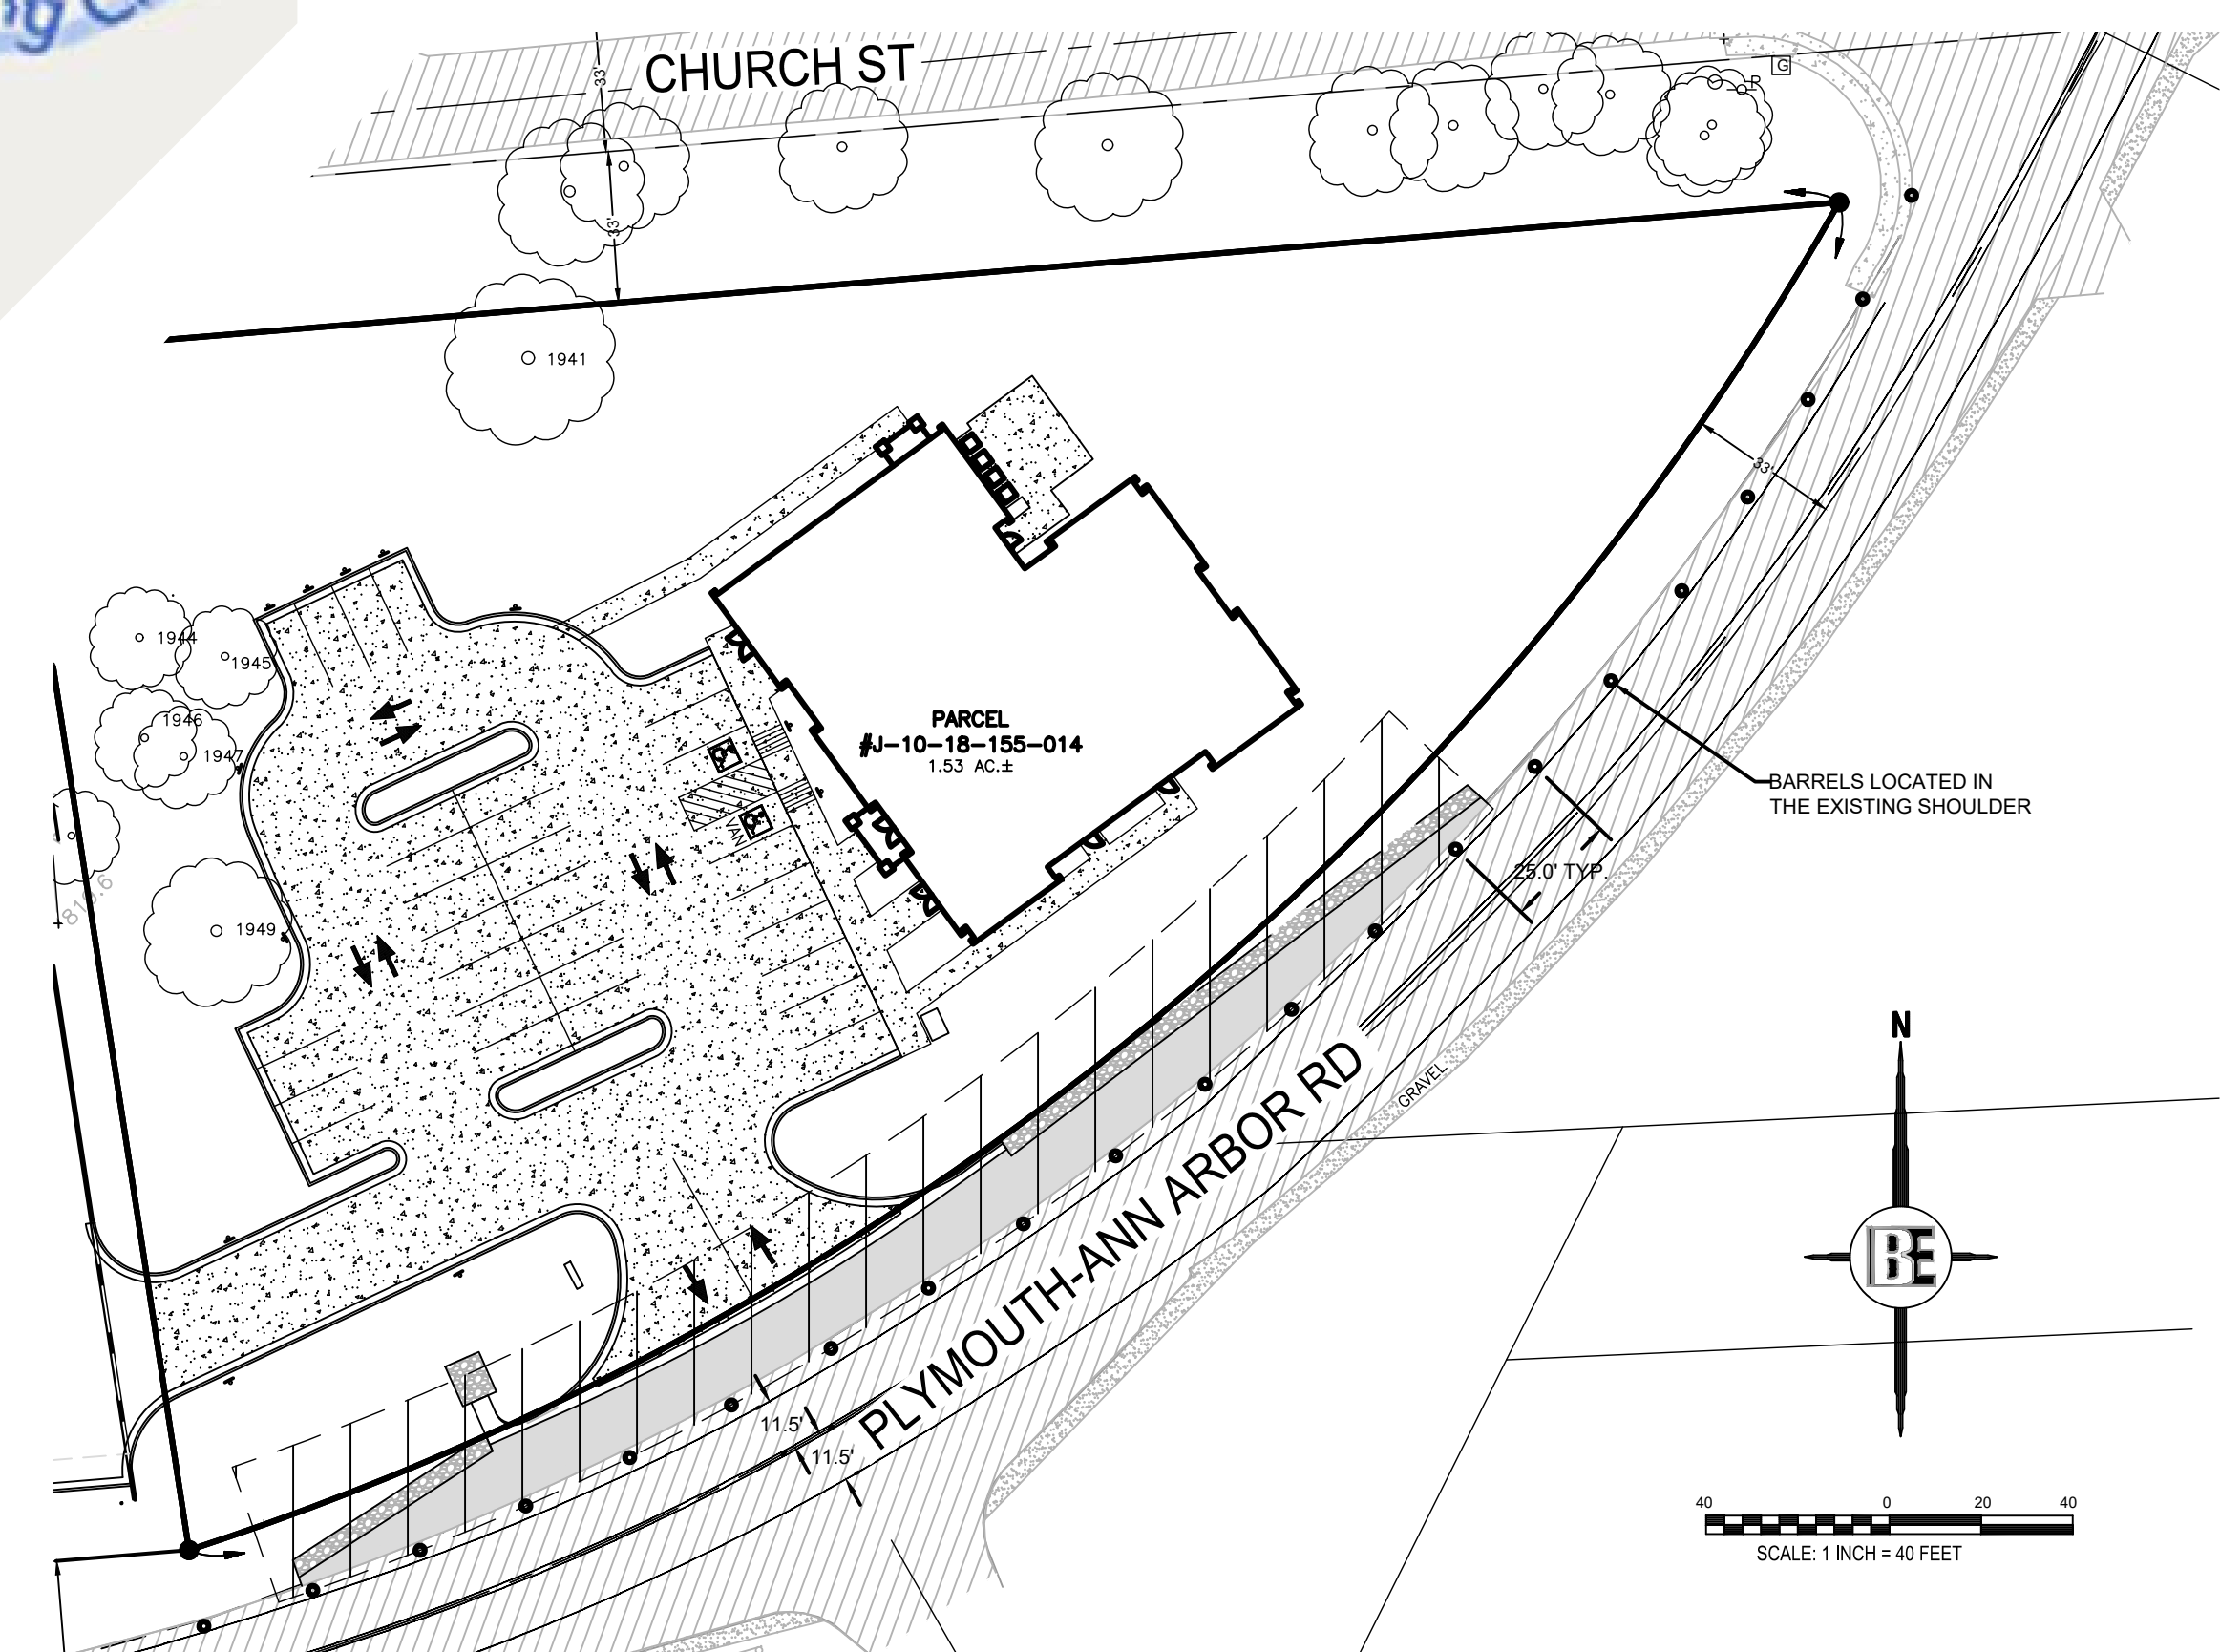 CHURCH ST
33'
33'
G
P
1941
33'
1944
1945
1946
1947
PARCEL
#J-10-18-155-014
1.53 AC.±
BARRELS LOCATED IN
THE EXISTING SHOULDER
VAN
25.0' TYP.
1949
N
PLYMOUTH-ANN ARBOR RD
GRAVEL
BE
11.5'
11.5'
40 0 20 40
SCALE: 1 INCH = 40 FEET